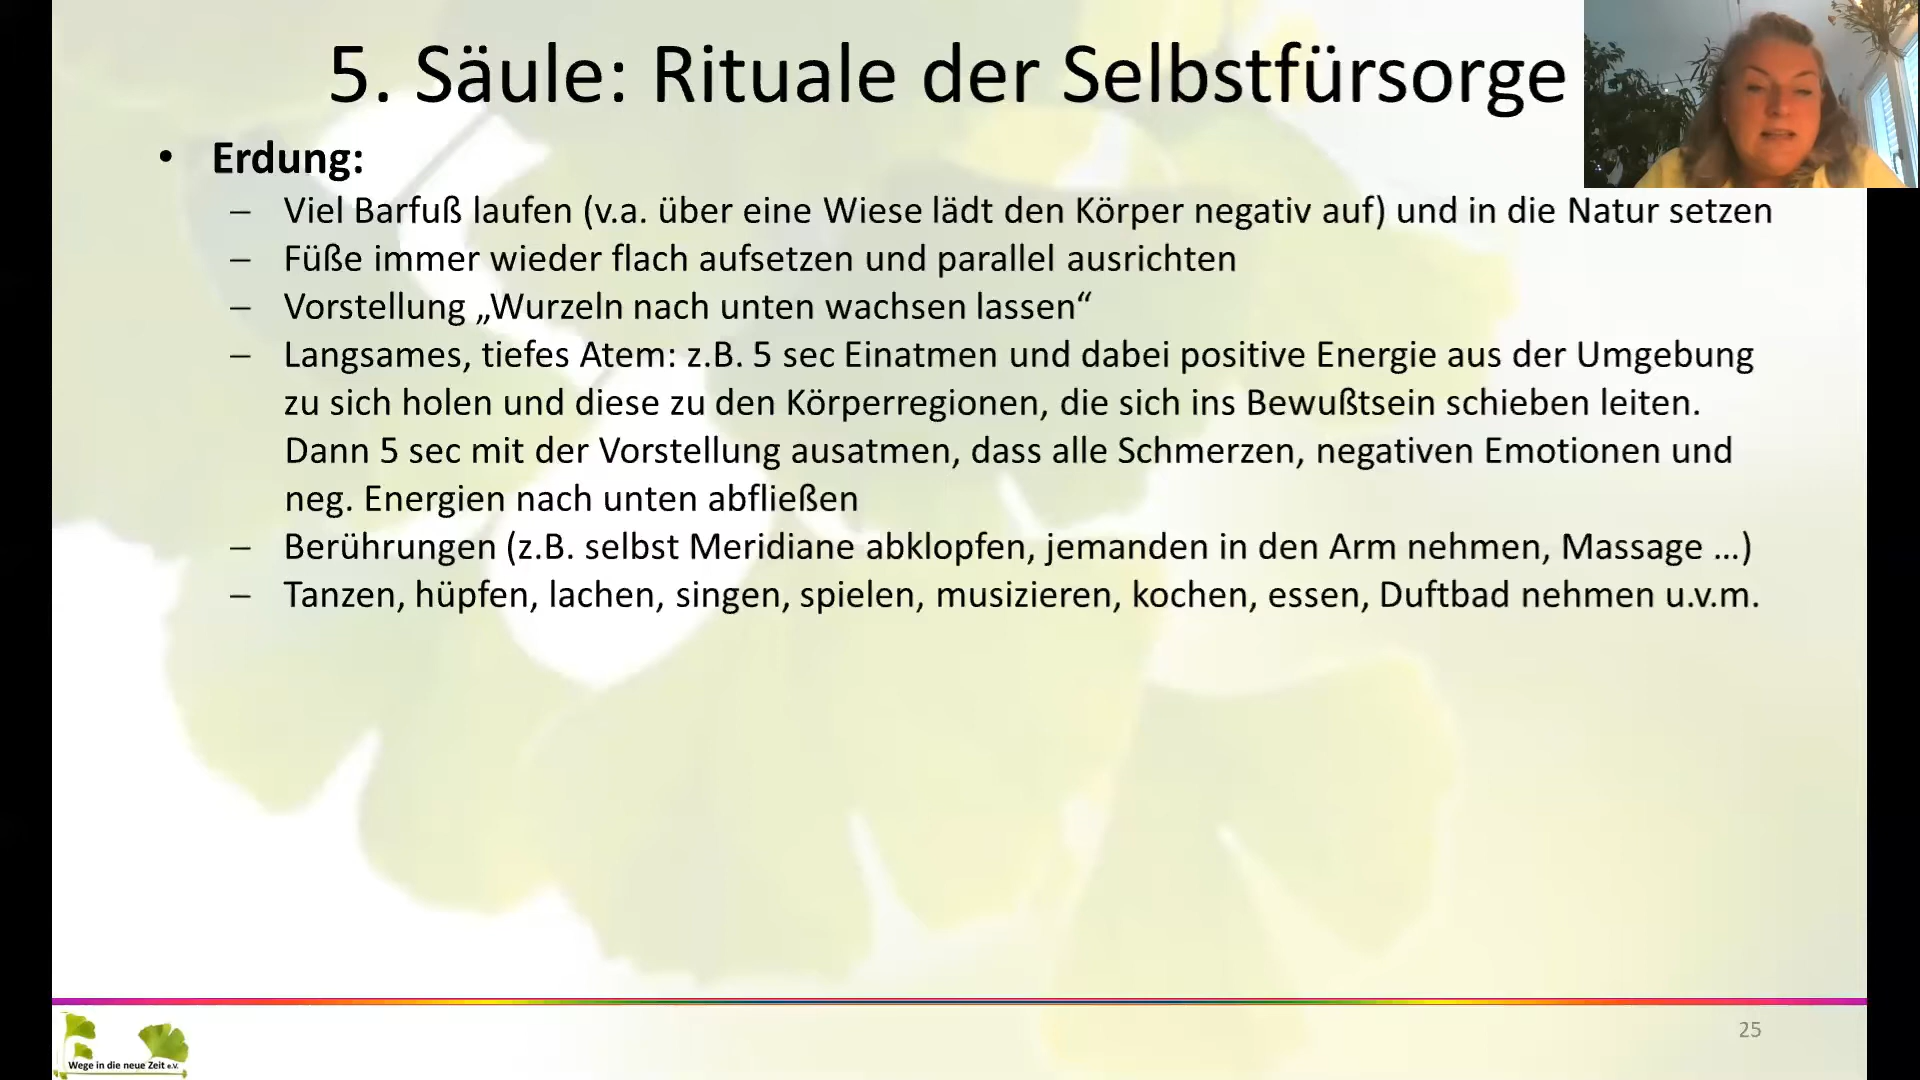 5. Säule: Rituale der Selbstfürsorge
• Erdung:
– Viel Barfuß laufen (v.a. über eine Wiese lädt den Körper negativ auf) und in die Natur setzen
– Füße immer wieder flach aufsetzen und parallel ausrichten
– Vorstellung „Wurzeln nach unten wachsen lassen“
– Langsames, tiefes Atem: z.B. 5 sec Einatmen und dabei positive Energie aus der Umgebung
zu sich holen und diese zu den Körperregionen, die sich ins Bewußtsein schieben leiten.
Dann 5 sec mit der Vorstellung ausatmen, dass alle Schmerzen, negativen Emotionen und
neg. Energien nach unten abfließen
– Berührungen (z.B. selbst Meridiane abklopfen, jemanden in den Arm nehmen, Massage …)
– Tanzen, hüpfen, lachen, singen, spielen, musizieren, kochen, essen, Duftbad nehmen u.v.m.
25
Wege in die neue Zeit e.V.